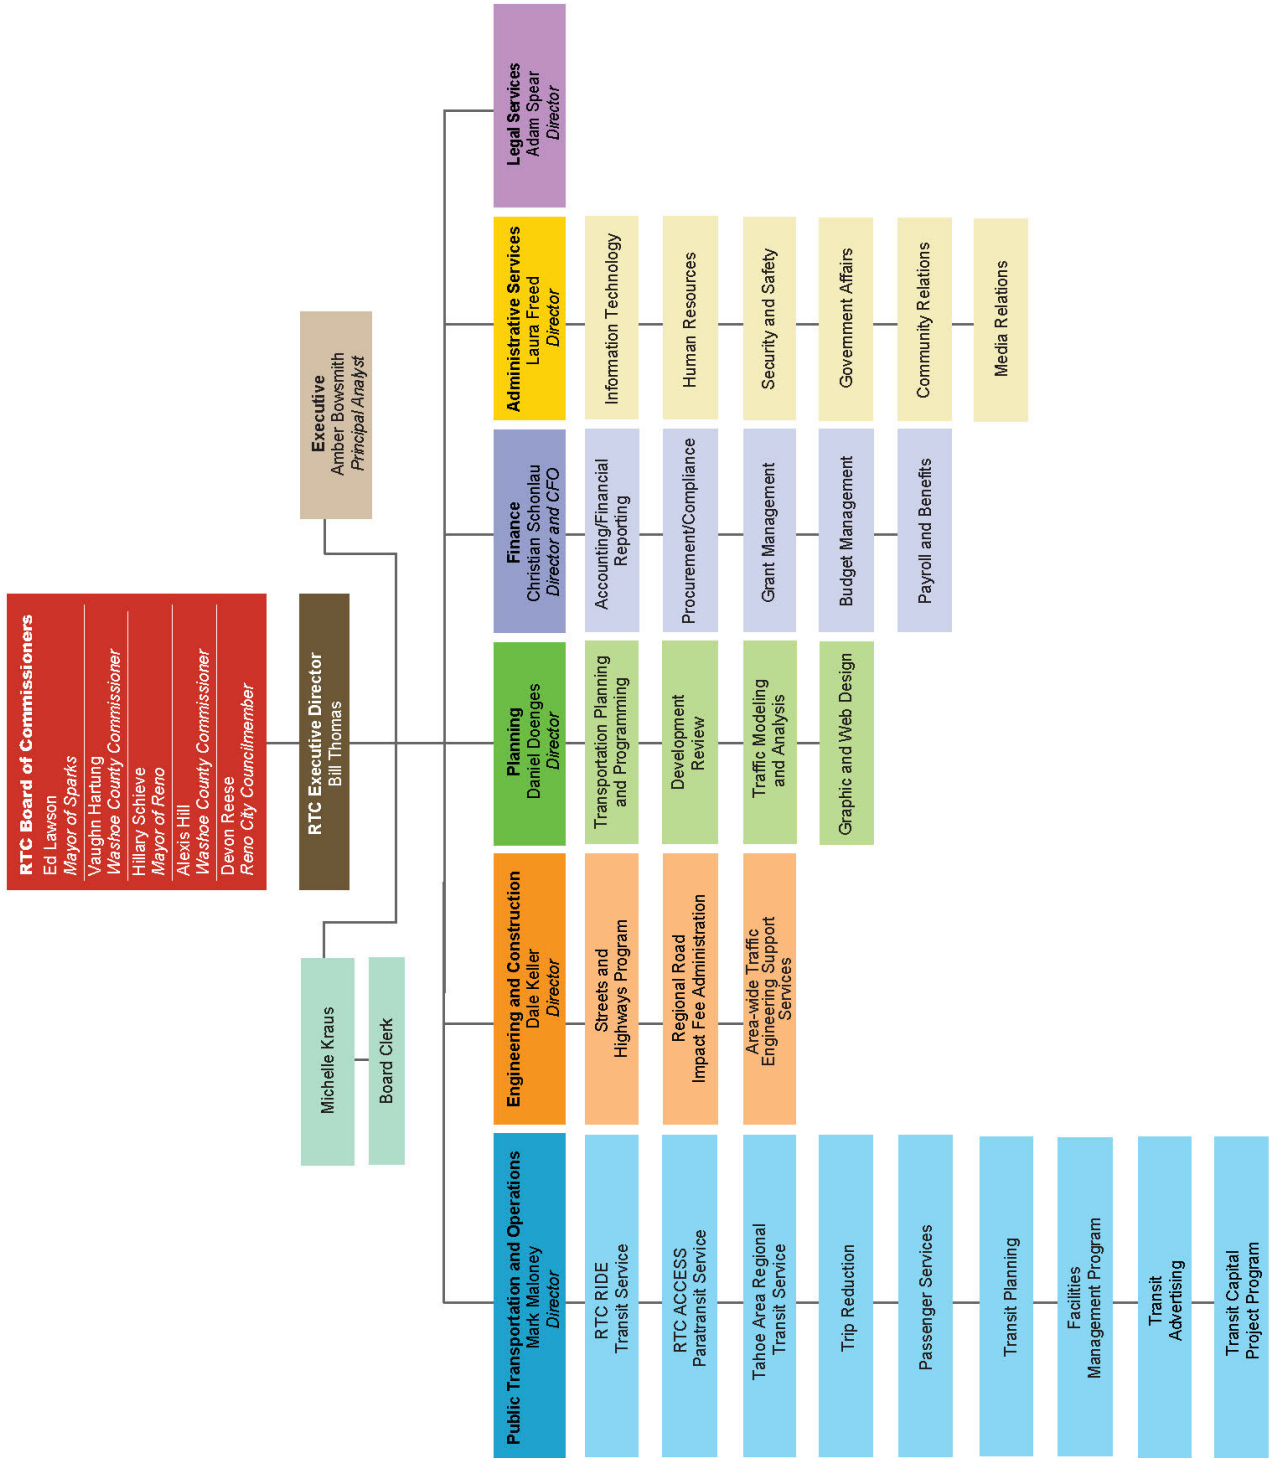 RTC Board of Commissioners
Ed Lawson
Mayor of Sparks
Vaughn Hartung
Washoe County Commissioner
Hillary Schieve
Mayor of Reno
Alexis Hill
Washoe County Commissioner
Devon Reese
Reno City Councilmember
RTC Executive Director
Bill Thomas
Michelle Kraus
Board Clerk
Executive
Amber Bowsmith
Principal Analyst
Public Transportation and Operations
Mark Maloney
Director
RTC RIDE
Transit Service
RTC ACCESS
Paratransit Service
Tahoe Area Regional
Transit Service
Trip Reduction
Passenger Services
Transit Planning
Facilities
Management Program
Transit
Advertising
Transit Capital
Project Program
Engineering and Construction
Dale Keller
Director
Streets and
Highways Program
Regional Road
Impact Fee Administration
Area-wide Traffic
Engineering Support
Services
Planning
Daniel Doenges
Director
Transportation Planning
and Programming
Development
Review
Traffic Modeling
and Analysis
Graphic and Web Design
Finance
Christian Schonlau
Director and CFO
Accounting/Financial
Reporting
Procurement/Compliance
Grant Management
Budget Management
Payroll and Benefits
Administrative Services
Laura Freed
Director
Information Technology
Human Resources
Security and Safety
Government Affairs
Community Relations
Media Relations
Legal Services
Adam Spear
Director